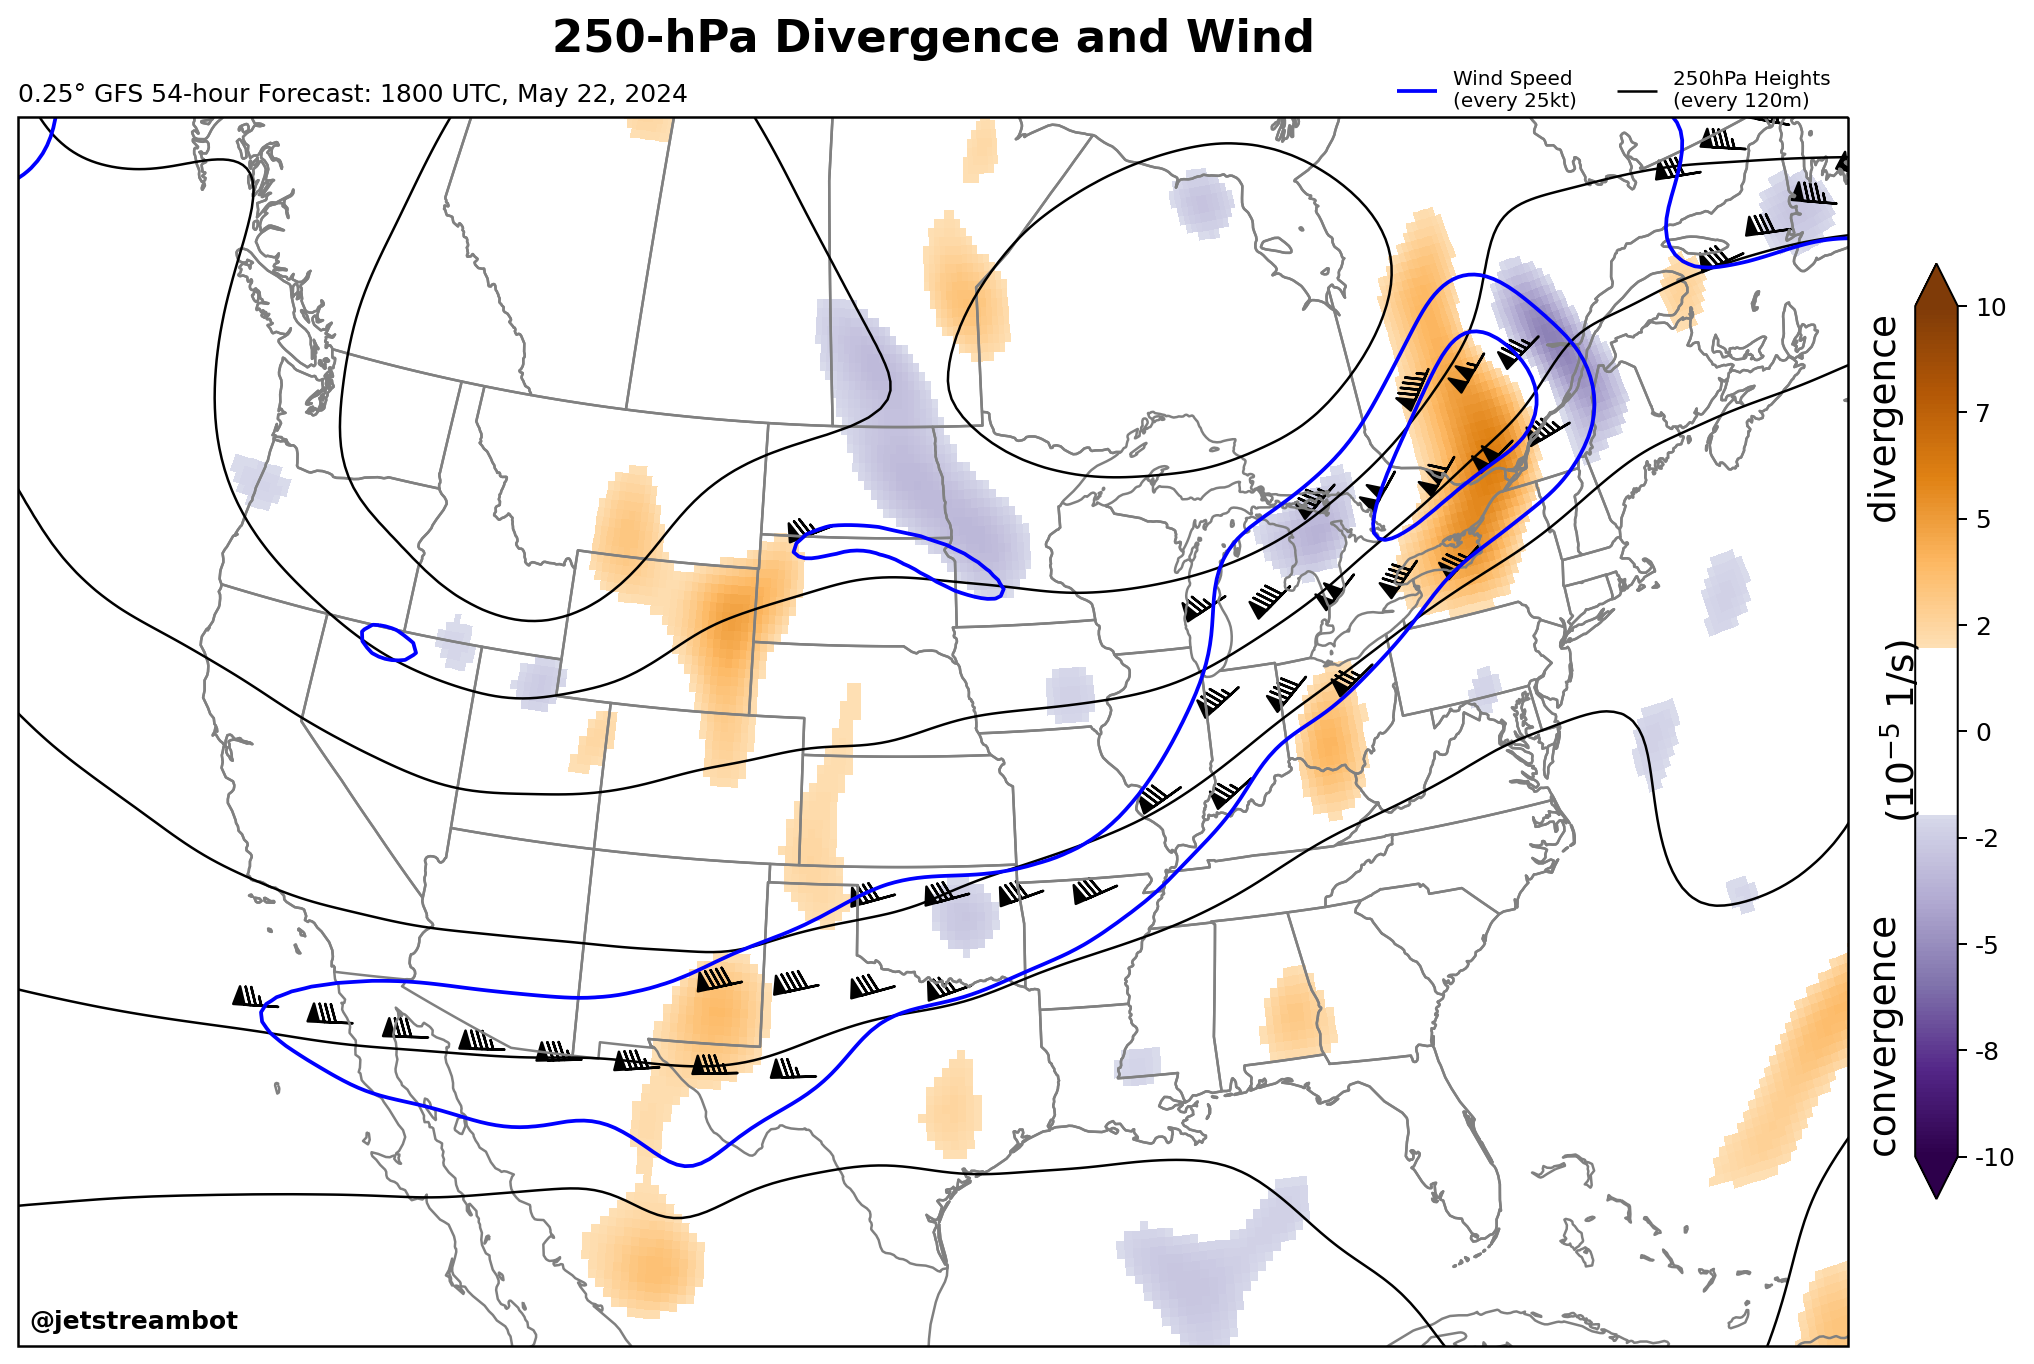 250-hPa Divergence and Wind
0.25° GFS 54-hour Forecast: 1800 UTC, May 22, 2024
Wind Speed
(every 25kt)
250hPa Heights
(every 120m)
10
7
5
2
0
-2
-5
-8
-10
divergence
(10⁻⁵ 1/s)
convergence
@jetstreambot